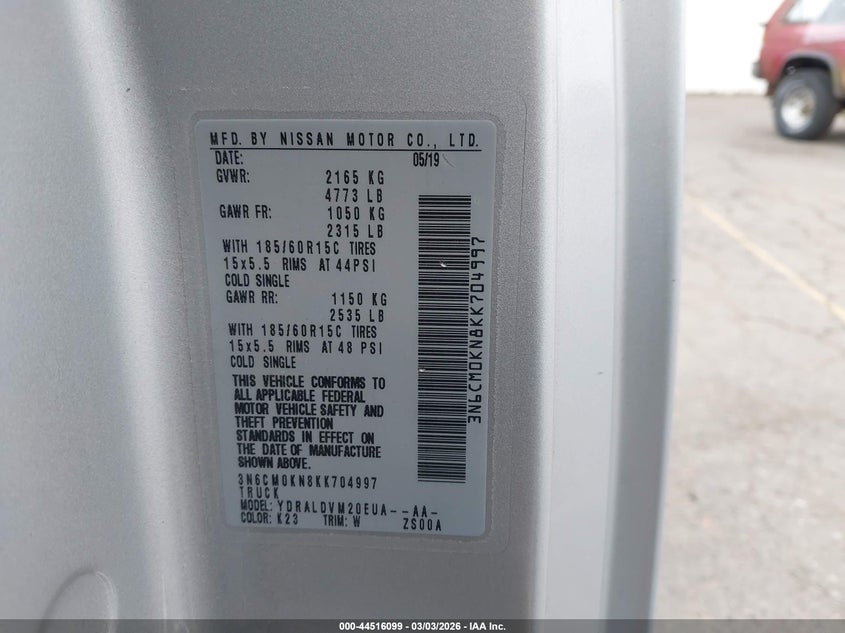 MFD. BY NISSAN MOTOR CO., LTD.
DATE: 05/19
GVWR: 2165 KG
4773 LB
GAWR FR: 1050 KG
2315 LB
WITH 185/60R15C TIRES
15x5.5 RIMS AT 44PSI
COLD SINGLE
GAWR RR: 1150 KG
2535 LB
WITH 185/60R15C TIRES
15x5.5 RIMS AT 48 PSI
COLD SINGLE
THIS VEHICLE CONFORMS TO
ALL APPLICABLE FEDERAL
MOTOR VEHICLE SAFETY AND
THEFT PREVENTION
STANDARDS IN EFFECT ON
THE DATE OF MANUFACTURE
SHOWN ABOVE.
3N6CM0KN8KK704997
TRUCK
MODEL: YDRALDVM20EUA--AA-
COLOR: K23 TRIM: W ZS00A
3N6CM0KN8KK704997
000-44516099 | 03/03/2026 - IAA Inc.